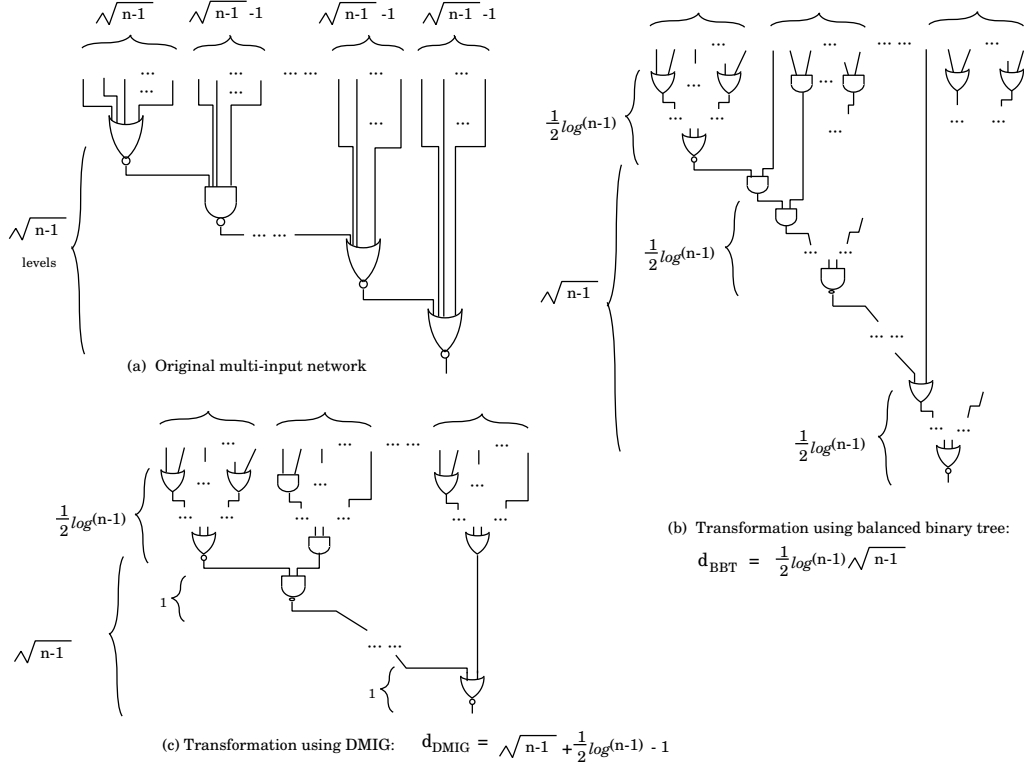 √n-1 √n-1 -1 √n-1 -1 √n-1 -1
... ... ... ... ...
... ... ...
√n-1
levels
... ...
(a) Original multi-input network
... ... ... ... ...
... ...
1/2 log(n-1)
... ... ... ... ...
1/2 log(n-1)
... ...
√n-1
... ...
1/2 log(n-1)
... ...
(b) Transformation using balanced binary tree:
d_BBT = 1/2 log(n-1) √n-1
... ... ... ... ...
... ... ...
1/2 log(n-1)
... ... ... ... ... ...
1
√n-1
... ...
1
(c) Transformation using DMIG: d_DMIG = √n-1 + 1/2 log(n-1) - 1